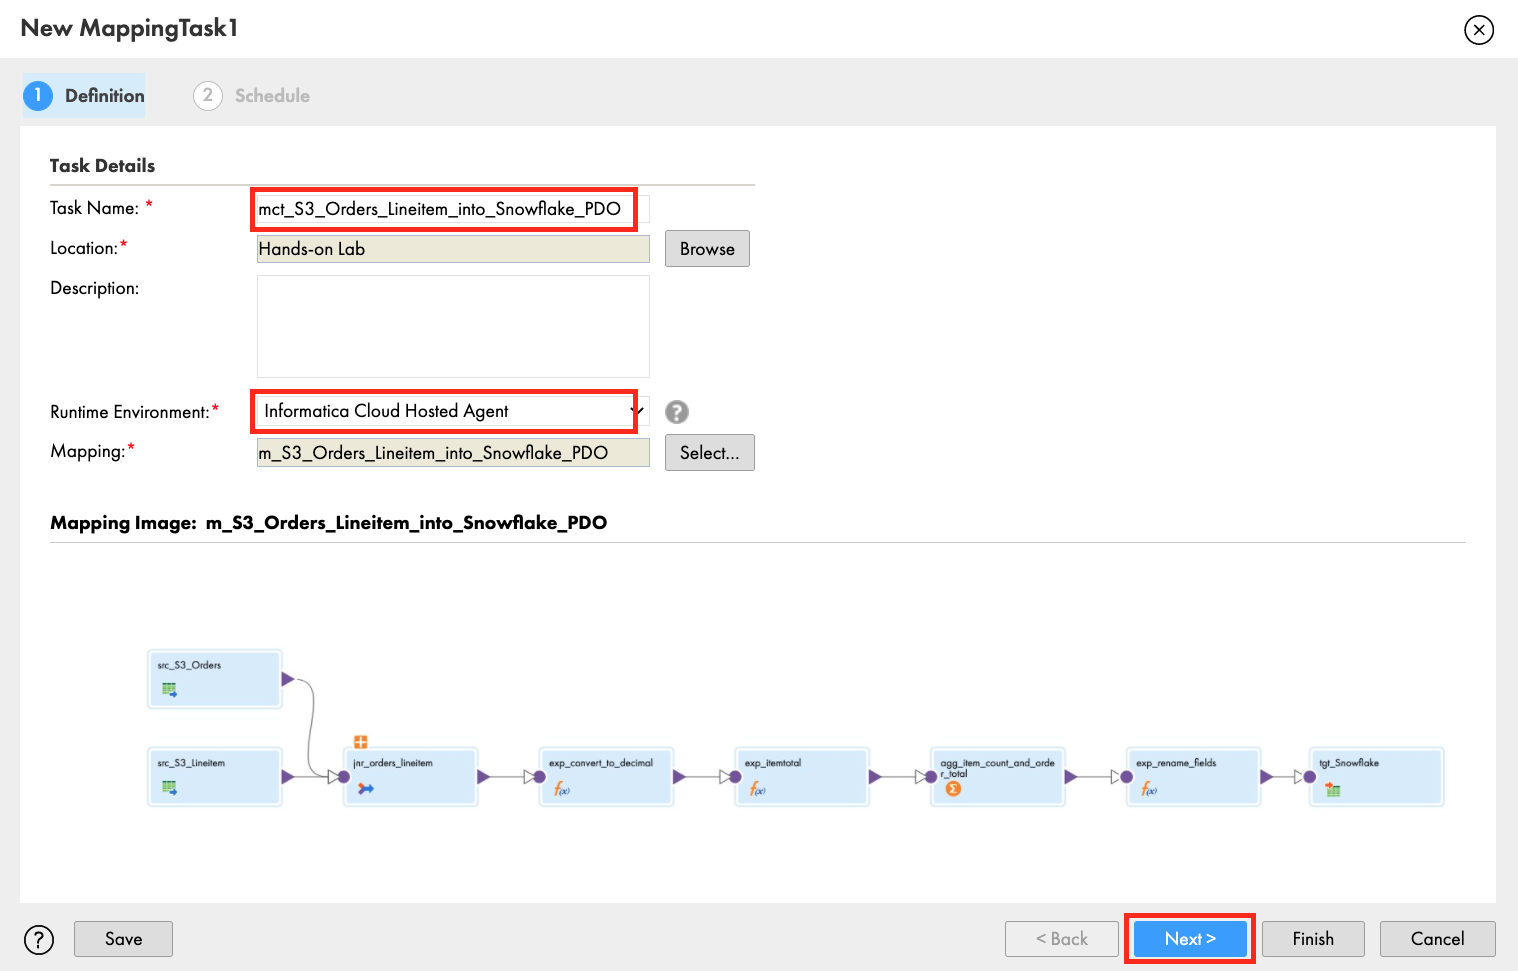 New MappingTask1
1 Definition
2 Schedule
Task Details
Task Name: *
mct_S3_Orders_Lineitem_into_Snowflake_PDO
Location:*
Hands-on Lab
Browse
Description:
Runtime Environment:*
Informatica Cloud Hosted Agent
?
Mapping:*
m_S3_Orders_Lineitem_into_Snowflake_PDO
Select...
Mapping Image: m_S3_Orders_Lineitem_into_Snowflake_PDO
src_S3_Orders
src_S3_Lineitem
jnr_orders_lineitem
exp_convert_to_decimal
f(x)
exp_itemtotal
f(x)
agg_item_count_and_orde
r_total
Σ
exp_rename_fields
f(x)
tgt_Snowflake
?
Save
< Back
Next >
Finish
Cancel